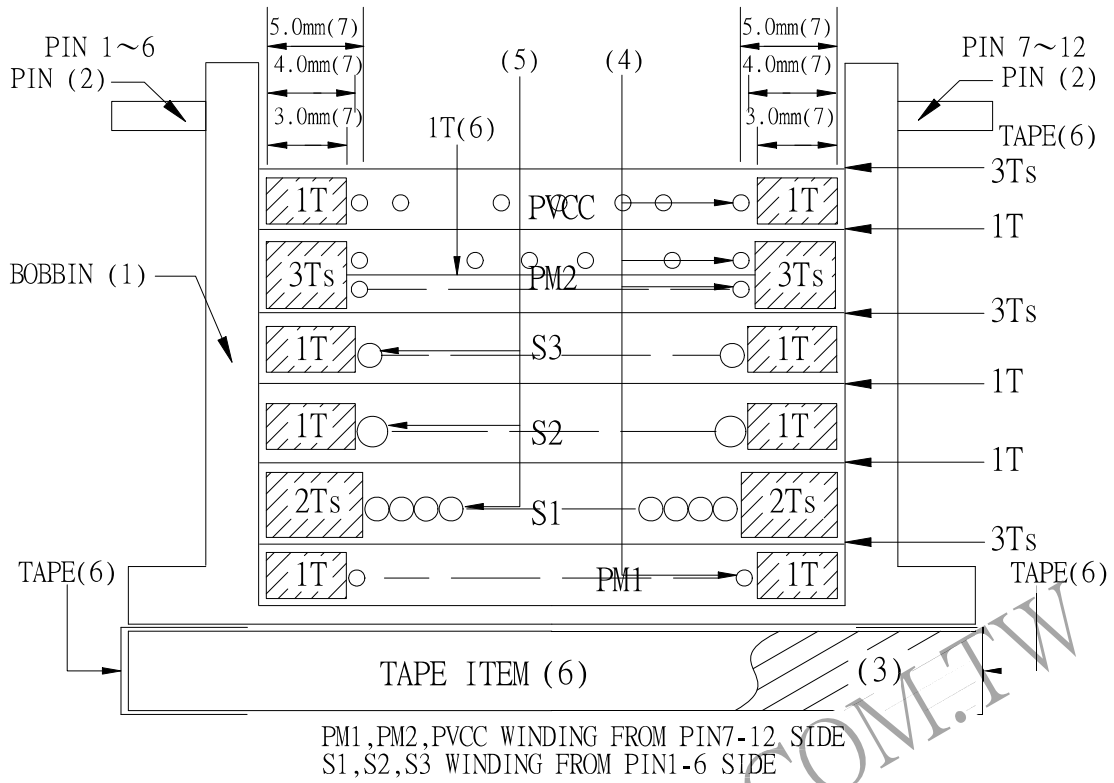 5.0mm(7) 5.0mm(7)
PIN 1～6 (5) (4) PIN 7～12
PIN (2) 4.0mm(7) 4.0mm(7) PIN (2)
3.0mm(7) 1T(6) 3.0mm(7) TAPE(6)
3Ts
1T PVCC 1T
1T
BOBBIN (1) 3Ts PM2 3Ts
3Ts
1T S3 1T
1T
1T S2 1T
1T
2Ts S1 2Ts
3Ts
TAPE(6) 1T PM1 1T TAPE(6)
TAPE ITEM (6) (3)
PM1,PM2,PVCC WINDING FROM PIN7-12 SIDE
S1,S2,S3 WINDING FROM PIN1-6 SIDE
COM.TW